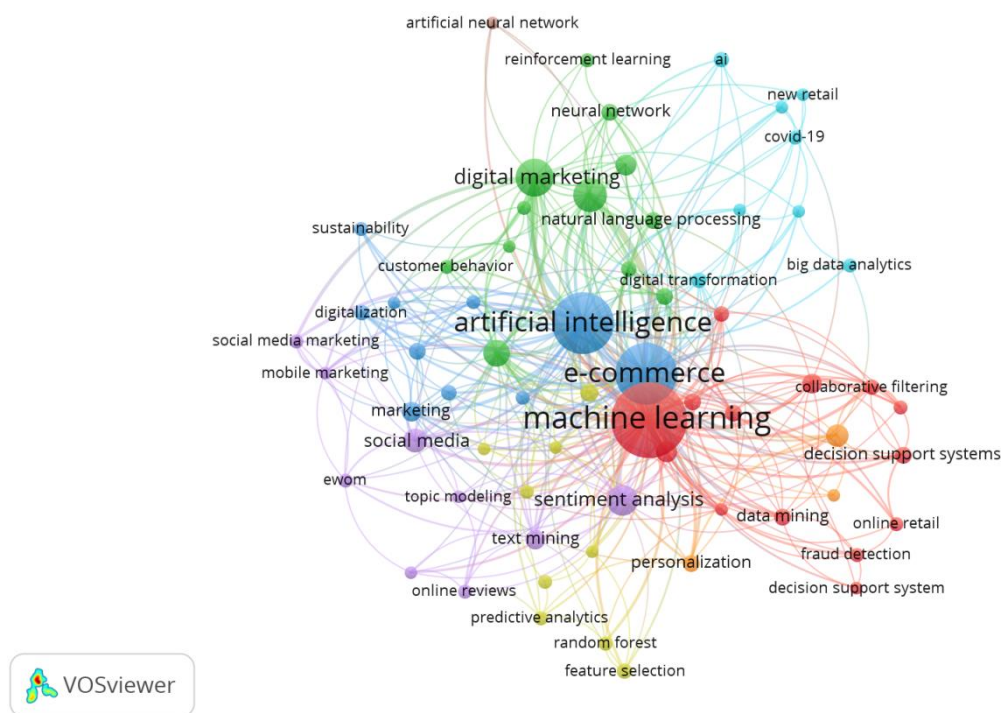 artificial neural network
reinforcement learning
ai
new retail
neural network
covid-19
digital marketing
natural language processing
sustainability
customer behavior
digital transformation
big data analytics
digitalization
artificial intelligence
social media marketing
mobile marketing
e-commerce
collaborative filtering
marketing
machine learning
social media
decision support systems
ewom
topic modeling
sentiment analysis
data mining
online retail
text mining
fraud detection
personalization
decision support system
online reviews
predictive analytics
random forest
feature selection
VOSviewer